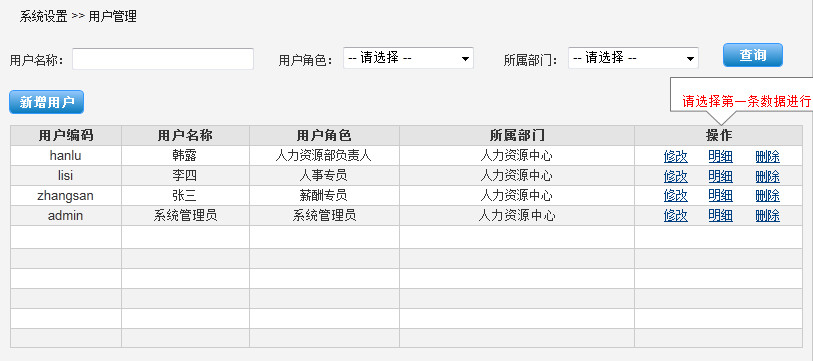 系统设置 >> 用户管理
用户名称： 用户角色： -- 请选择 -- 所属部门： -- 请选择 -- 查询
新增用户 请选择第一条数据进行
用户编码 用户名称 用户角色 所属部门 操作
hanlu 韩露 人力资源部负责人 人力资源中心 修改 明细 删除
lisi 李四 人事专员 人力资源中心 修改 明细 删除
zhangsan 张三 薪酬专员 人力资源中心 修改 明细 删除
admin 系统管理员 系统管理员 人力资源中心 修改 明细 删除